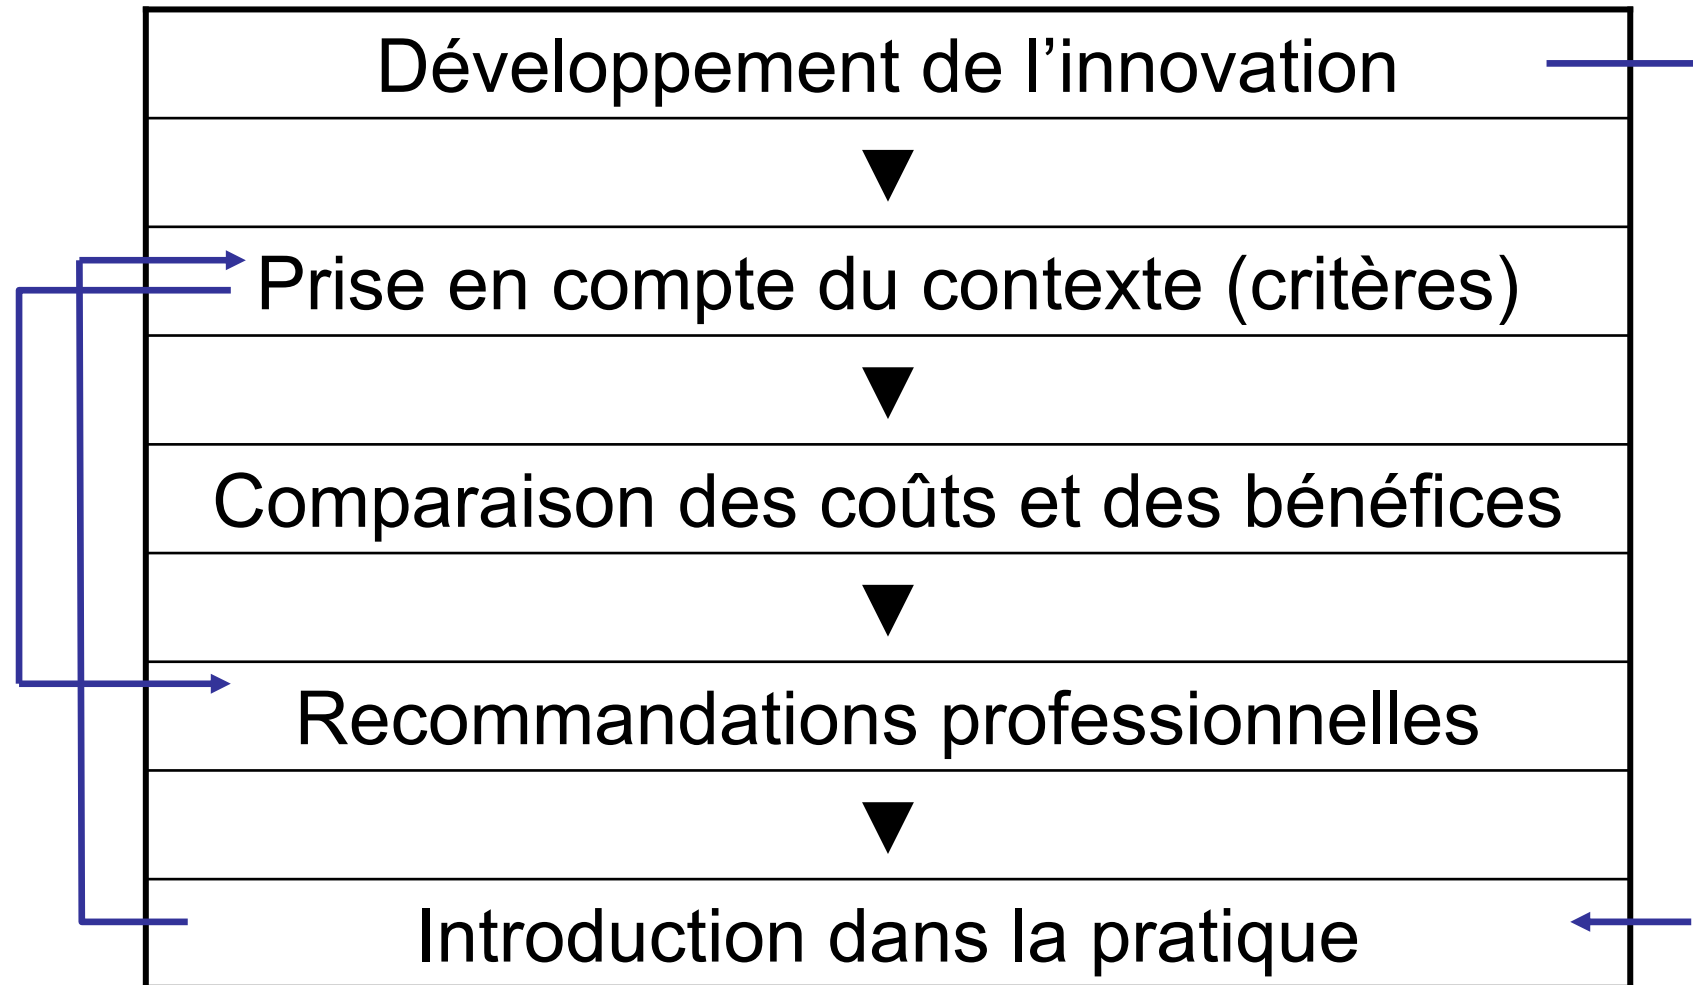 Développement de l’innovation
Prise en compte du contexte (critères)
Comparaison des coûts et des bénéfices
Recommandations professionnelles
Introduction dans la pratique